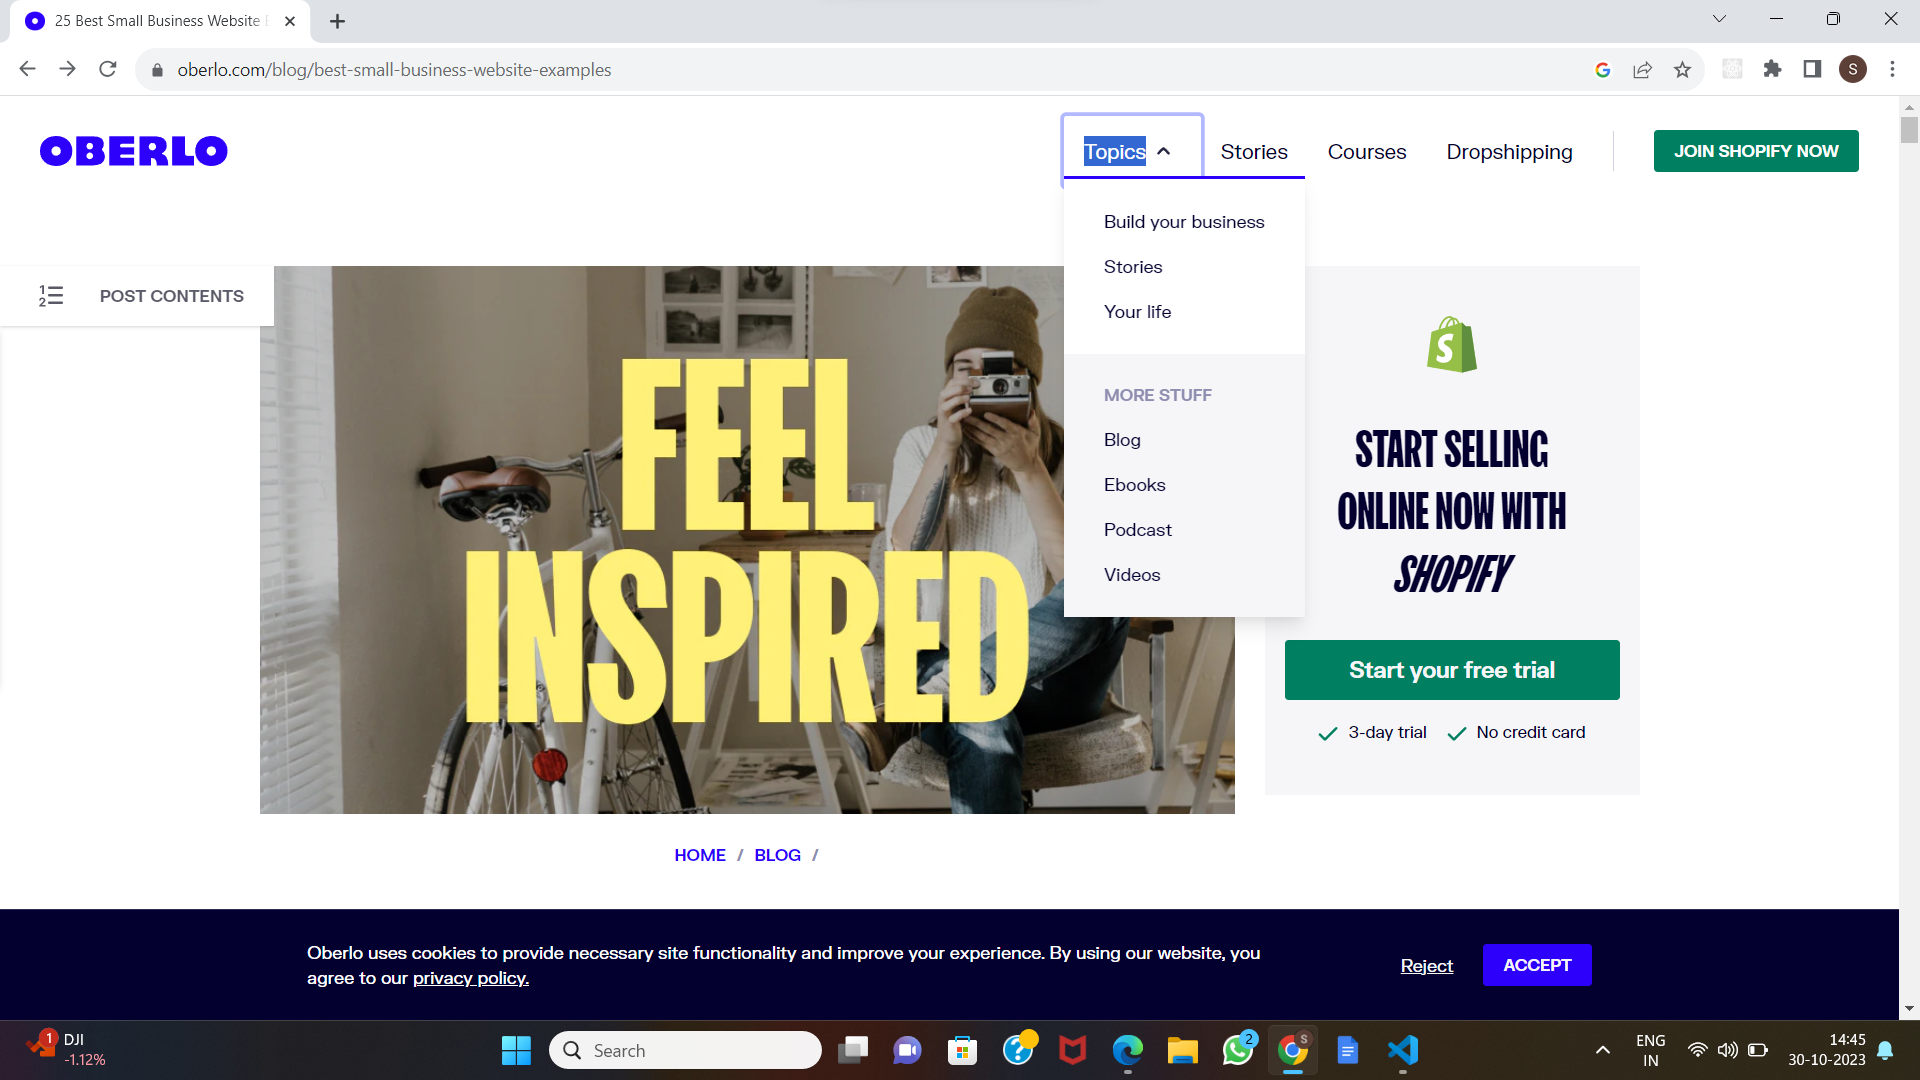 25 Best Small Business Website
oberlo.com/blog/best-small-business-website-examples
S
OBERLO
Topics
Stories
Courses
Dropshipping
JOIN SHOPIFY NOW
Build your business
Stories
Your life
MORE STUFF
Blog
Ebooks
Podcast
Videos
1
2
POST CONTENTS
FEEL
INSPIRED
S
START SELLING
ONLINE NOW WITH
SHOPIFY
Start your free trial
3-day trial
No credit card
HOME / BLOG /
Oberlo uses cookies to provide necessary site functionality and improve your experience. By using our website, you
agree to our privacy policy.
Reject
ACCEPT
1
DJI
-1.12%
Search
?
2
S
ENG
IN
14:45
30-10-2023